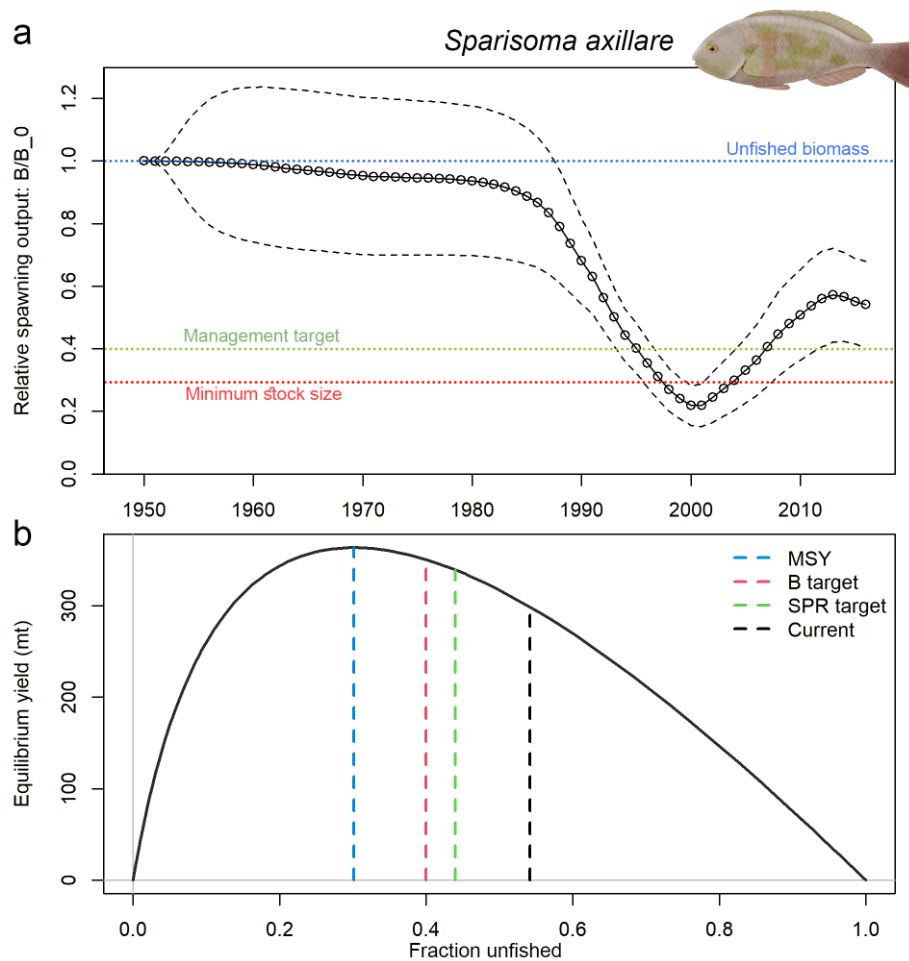 a
Sparisoma axillare
Relative spawning output: B/B_0
0.0
0.2
0.4
0.6
0.8
1.0
1.2
Unfished biomass
Management target
Minimum stock size
1950 1960 1970 1980 1990 2000 2010
b
Equilibrium yield (mt)
0
100
200
300
MSY
B target
SPR target
Current
0.0 0.2 0.4 0.6 0.8 1.0
Fraction unfished